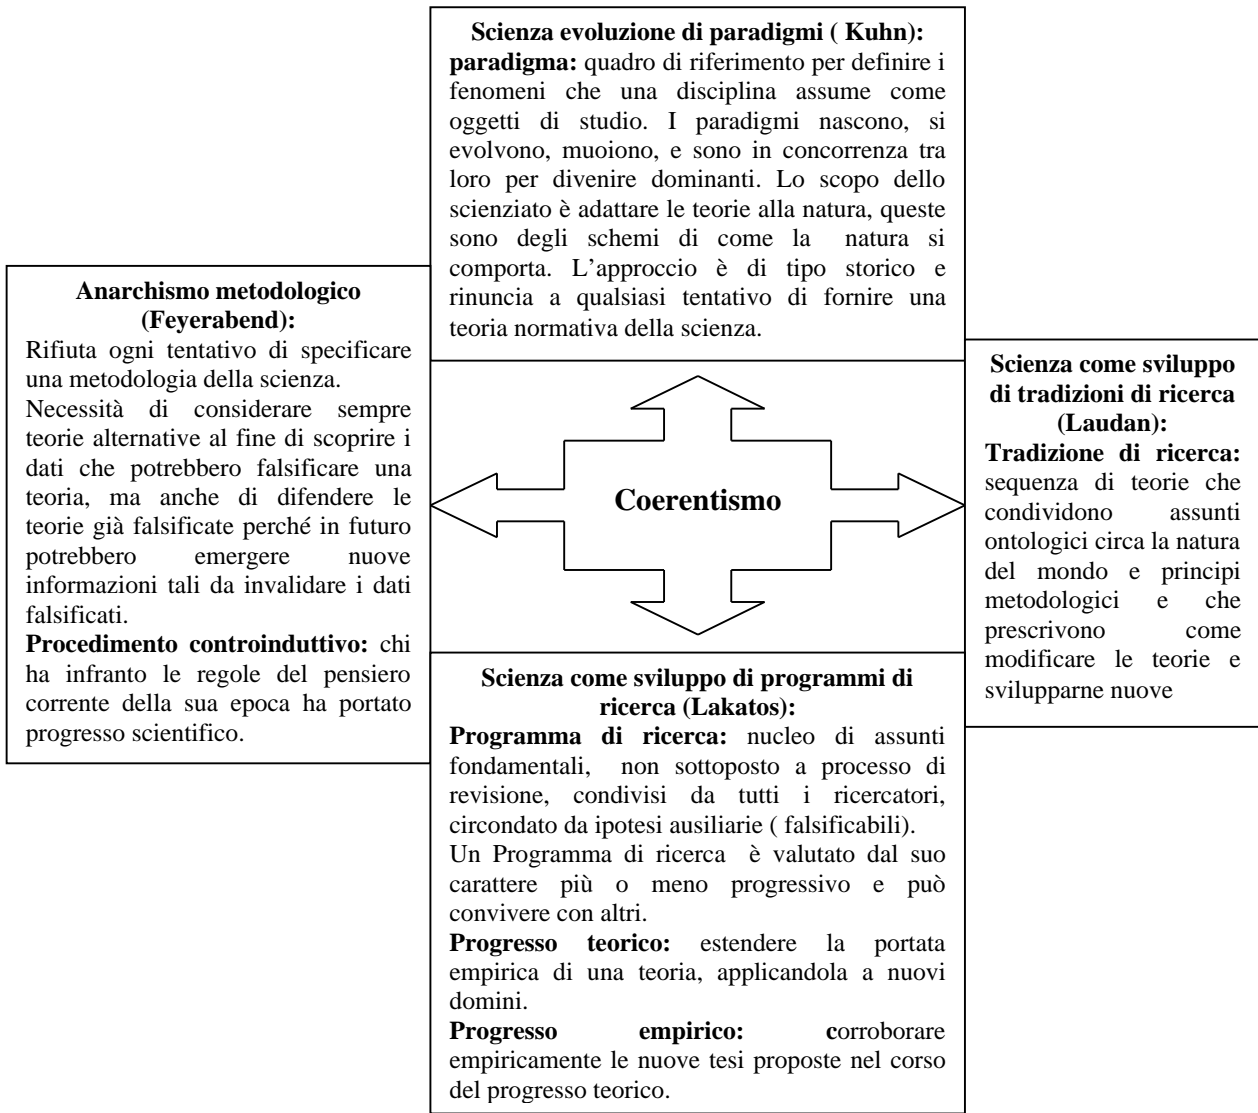 Scienza evoluzione di paradigmi ( Kuhn):
paradigma: quadro di riferimento per definire i
fenomeni che una disciplina assume come
oggetti di studio. I paradigmi nascono, si
evolvono, muoiono, e sono in concorrenza tra
loro per divenire dominanti. Lo scopo dello
scienziato è adattare le teorie alla natura, queste
sono degli schemi di come la natura si
comporta. L’approccio è di tipo storico e
rinuncia a qualsiasi tentativo di fornire una
teoria normativa della scienza.
Anarchismo metodologico
(Feyerabend):
Rifiuta ogni tentativo di specificare
una metodologia della scienza.
Necessità di considerare sempre
teorie alternative al fine di scoprire i
dati che potrebbero falsificare una
teoria, ma anche di difendere le
teorie già falsificate perché in futuro
potrebbero emergere nuove
informazioni tali da invalidare i dati
falsificati.
Procedimento controinduttivo: chi
ha infranto le regole del pensiero
corrente della sua epoca ha portato
progresso scientifico.
Coerentismo
Scienza come sviluppo
di tradizioni di ricerca
(Laudan):
Tradizione di ricerca:
sequenza di teorie che
condividono assunti
ontologici circa la natura
del mondo e principi
metodologici e che
prescrivono come
modificare le teorie e
svilupparne nuove
Scienza come sviluppo di programmi di
ricerca (Lakatos):
Programma di ricerca: nucleo di assunti
fondamentali, non sottoposto a processo di
revisione, condivisi da tutti i ricercatori,
circondato da ipotesi ausiliarie ( falsificabili).
Un Programma di ricerca è valutato dal suo
carattere più o meno progressivo e può
convivere con altri.
Progresso teorico: estendere la portata
empirica di una teoria, applicandola a nuovi
domini.
Progresso empirico: corroborare
empiricamente le nuove tesi proposte nel corso
del progresso teorico.